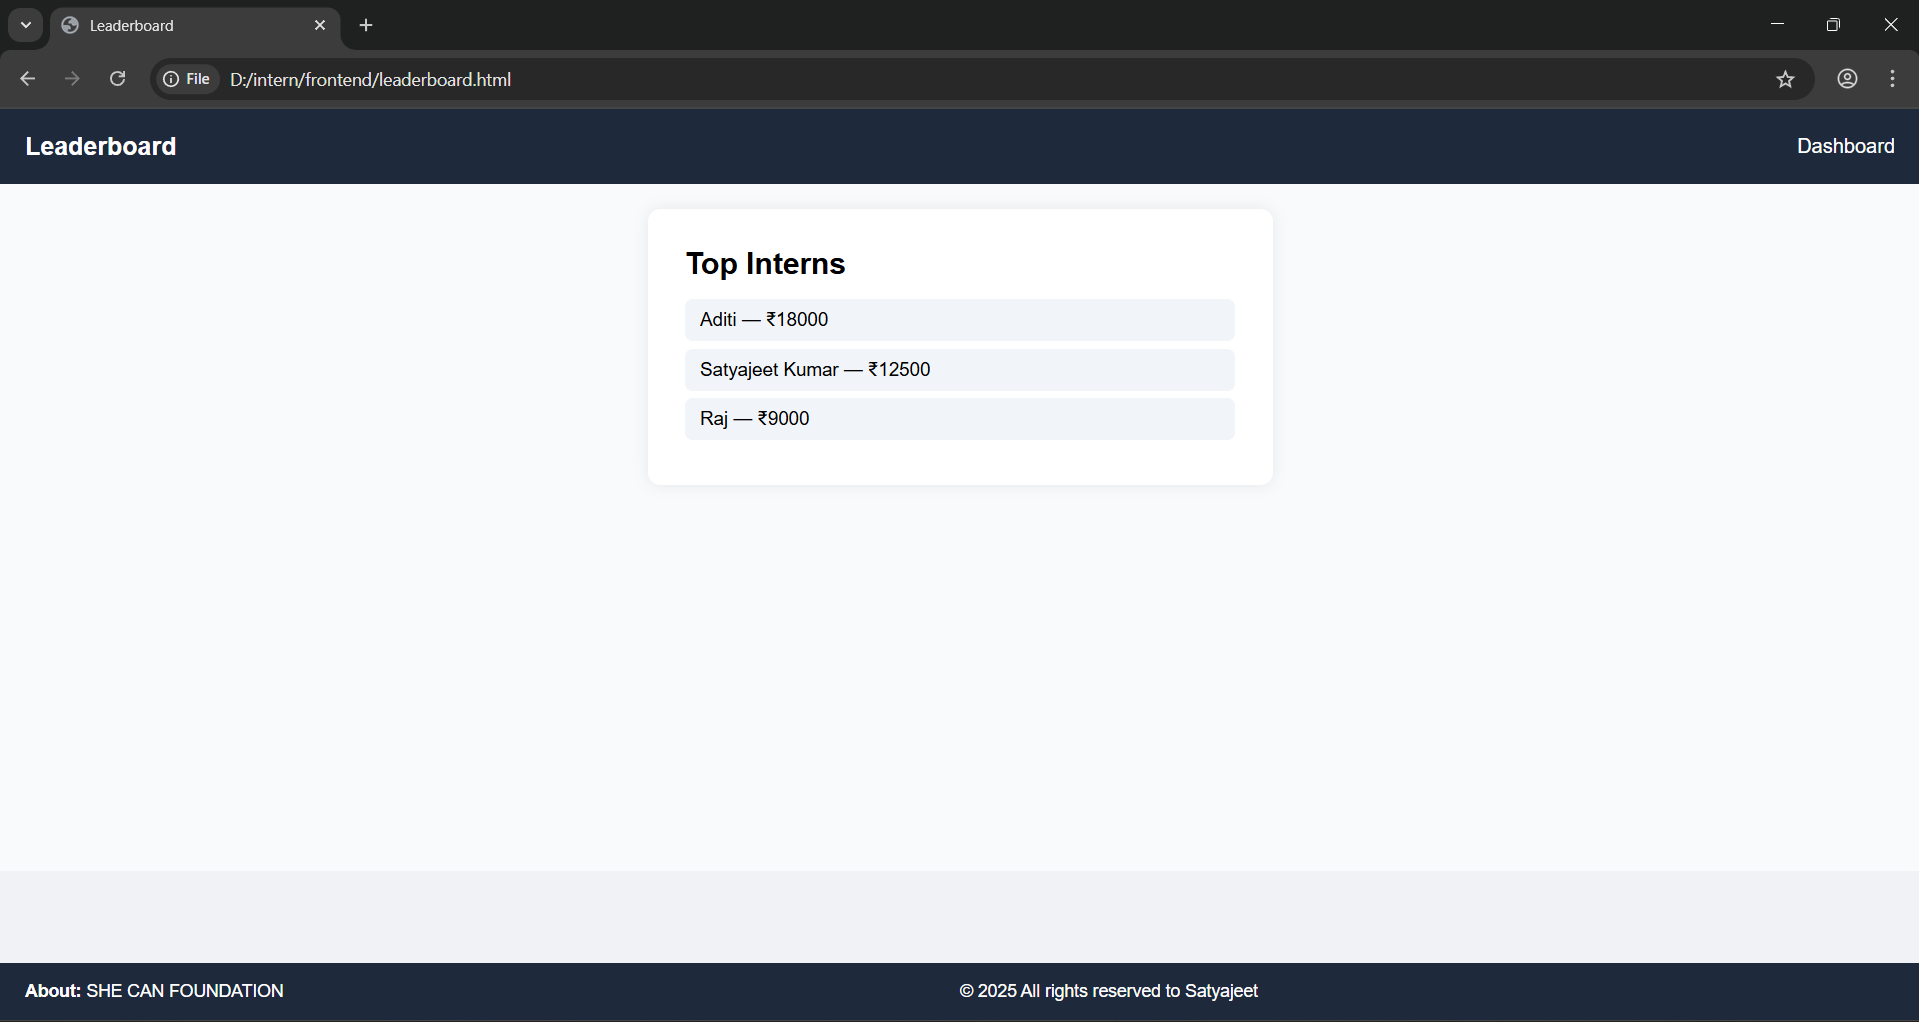 Leaderboard
File D:/intern/frontend/leaderboard.html
Leaderboard Dashboard
Top Interns
Aditi — ₹18000
Satyajeet Kumar — ₹12500
Raj — ₹9000
About: SHE CAN FOUNDATION © 2025 All rights reserved to Satyajeet